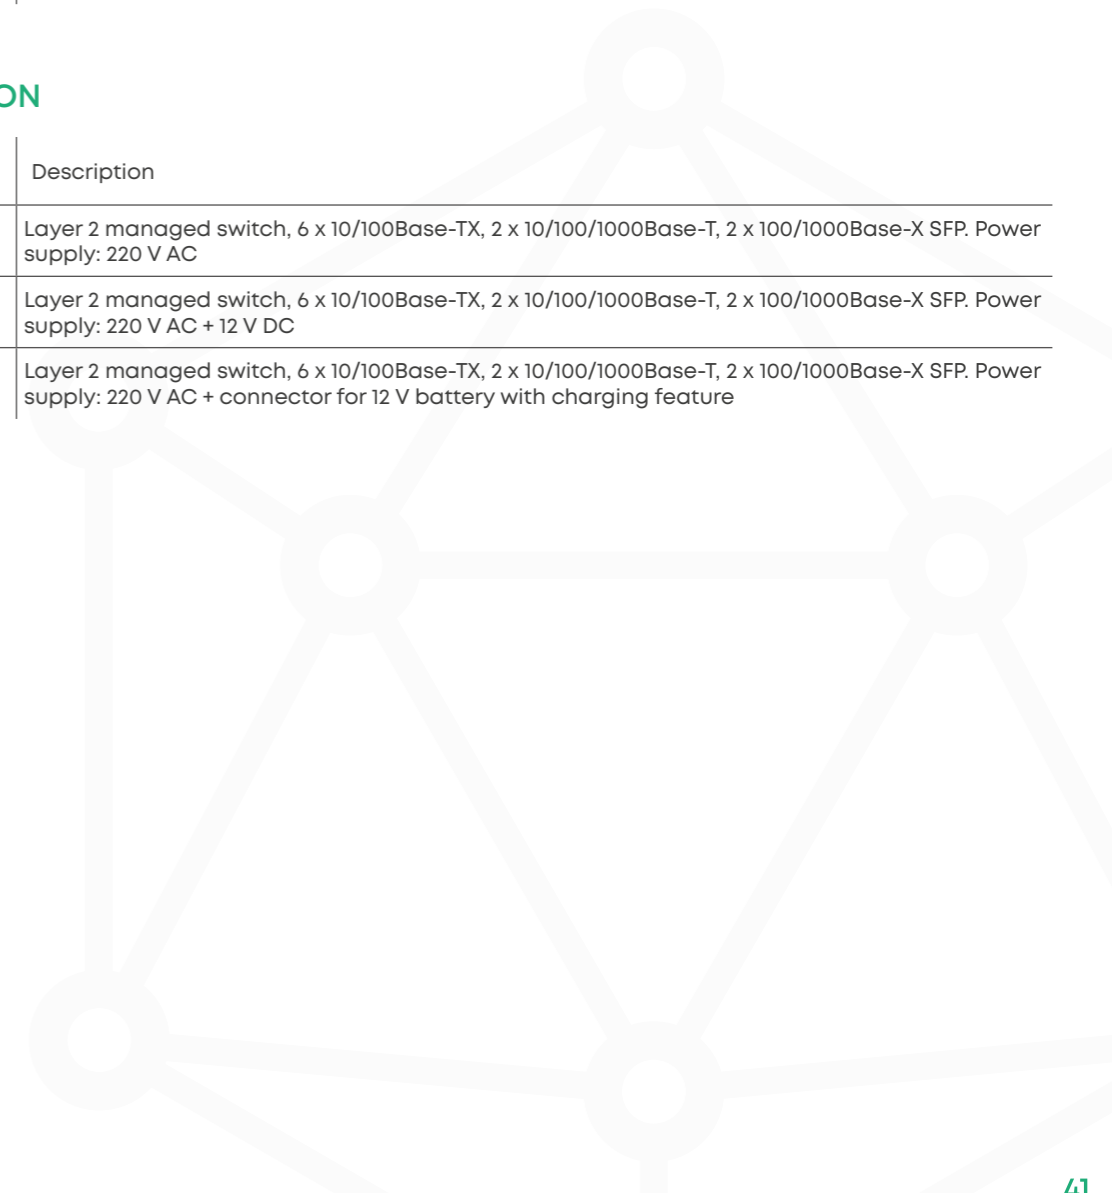 ON
Description
Layer 2 managed switch, 6 x 10/100Base-TX, 2 x 10/100/1000Base-T, 2 x 100/1000Base-X SFP. Power
supply: 220 V AC
Layer 2 managed switch, 6 x 10/100Base-TX, 2 x 10/100/1000Base-T, 2 x 100/1000Base-X SFP. Power
supply: 220 V AC + 12 V DC
Layer 2 managed switch, 6 x 10/100Base-TX, 2 x 10/100/1000Base-T, 2 x 100/1000Base-X SFP. Power
supply: 220 V AC + connector for 12 V battery with charging feature
41